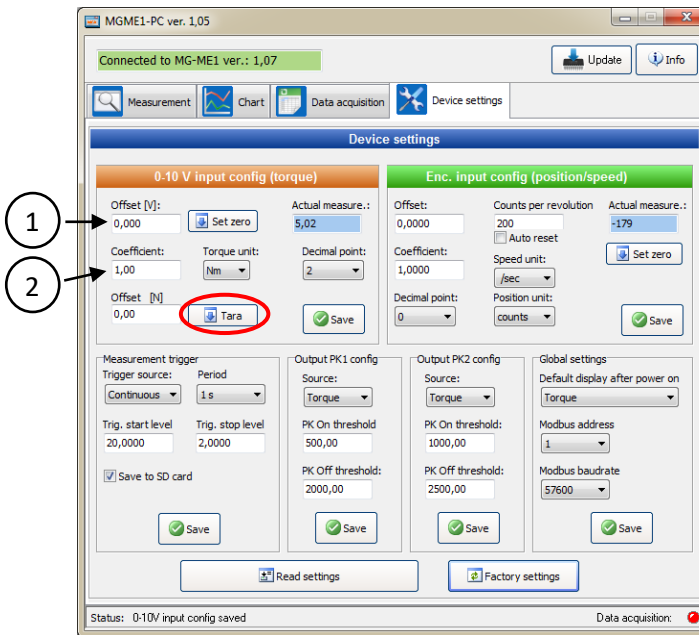 MGME1-PC ver. 1,05
Connected to MG-ME1 ver.: 1,07
Update
Info
Measurement
Chart
Data acquisition
Device settings
Device settings
0-10 V input config (torque)
Offset [V]:
Actual measure.:
0,000
Set zero
5,02
Coefficient:
Torque unit:
Decimal point:
1,00
Nm
2
Offset [N]
0,00
Tara
Save
1
2
Enc. input config (position/speed)
Offset:
Counts per revolution
Actual measure.:
0,0000
200
-179
Auto reset
Set zero
Coefficient:
Speed unit:
1,0000
/sec
Decimal point:
Position unit:
0
counts
Save
Measurement trigger
Trigger source:
Period
Continuous
1 s
Trig. start level
Trig. stop level
20,0000
2,0000
Save to SD card
Save
Output PK1 config
Source:
Torque
PK On threshold
500,00
PK Off threshold:
2000,00
Save
Output PK2 config
Source:
Torque
PK On threshold:
1000,00
PK Off threshold:
2500,00
Save
Global settings
Default display after power on
Torque
Modbus address
1
Modbus baudrate
57600
Save
Read settings
Factory settings
Status: 0-10V input config saved
Data acquisition: